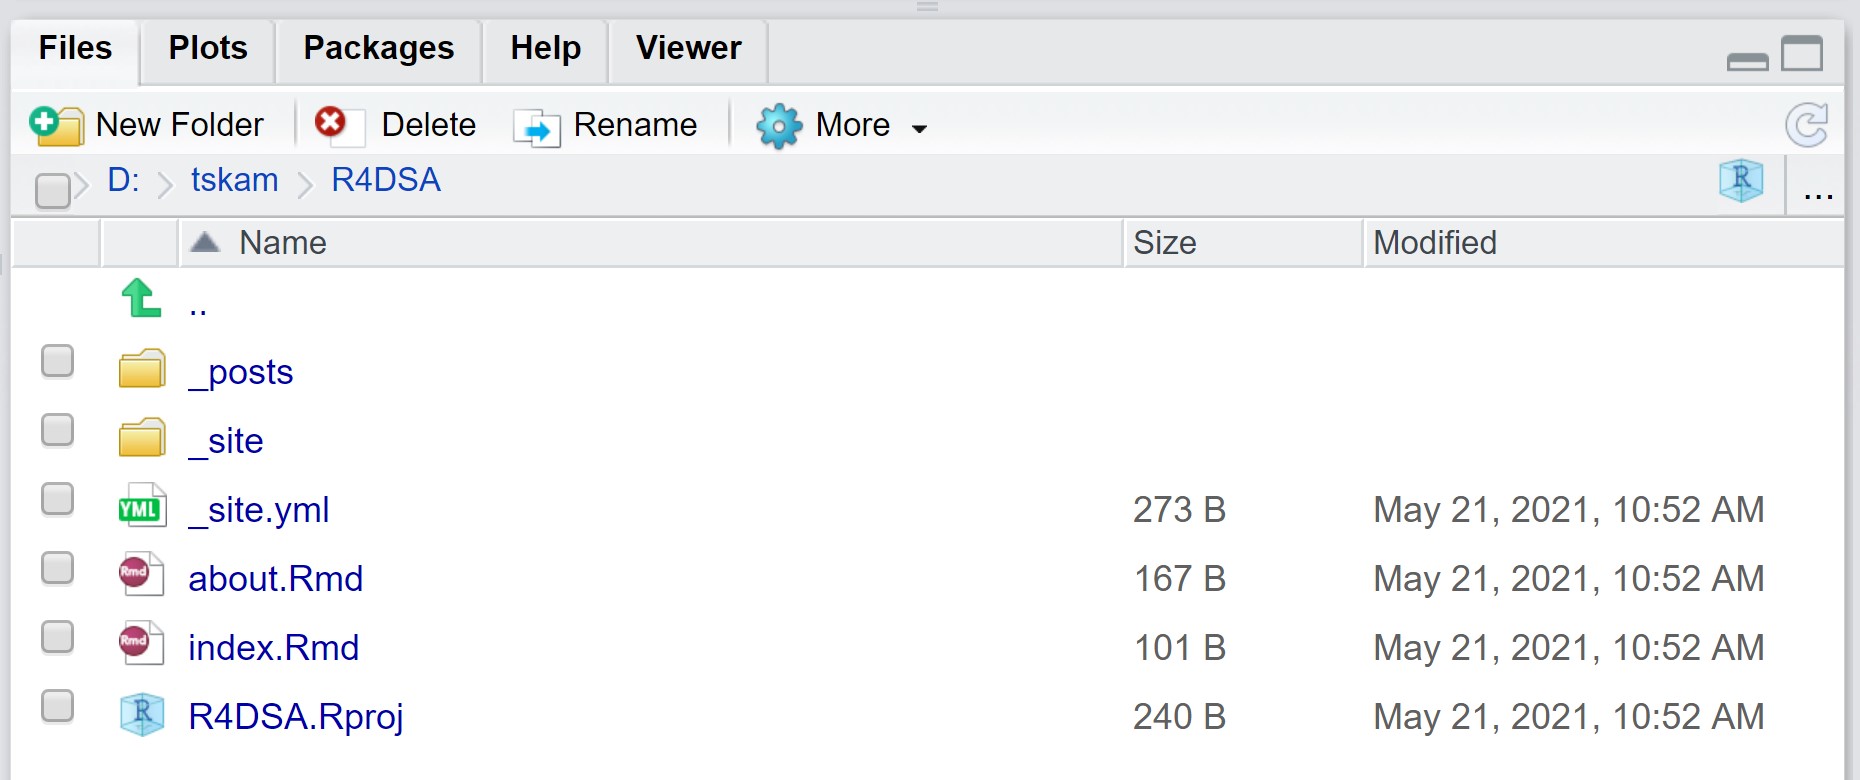 Files Plots Packages Help Viewer
New Folder Delete Rename More
D: tskam R4DSA R ...
Name Size Modified
..
_posts
_site
YML _site.yml 273 B May 21, 2021, 10:52 AM
Rmd about.Rmd 167 B May 21, 2021, 10:52 AM
Rmd index.Rmd 101 B May 21, 2021, 10:52 AM
R R4DSA.Rproj 240 B May 21, 2021, 10:52 AM